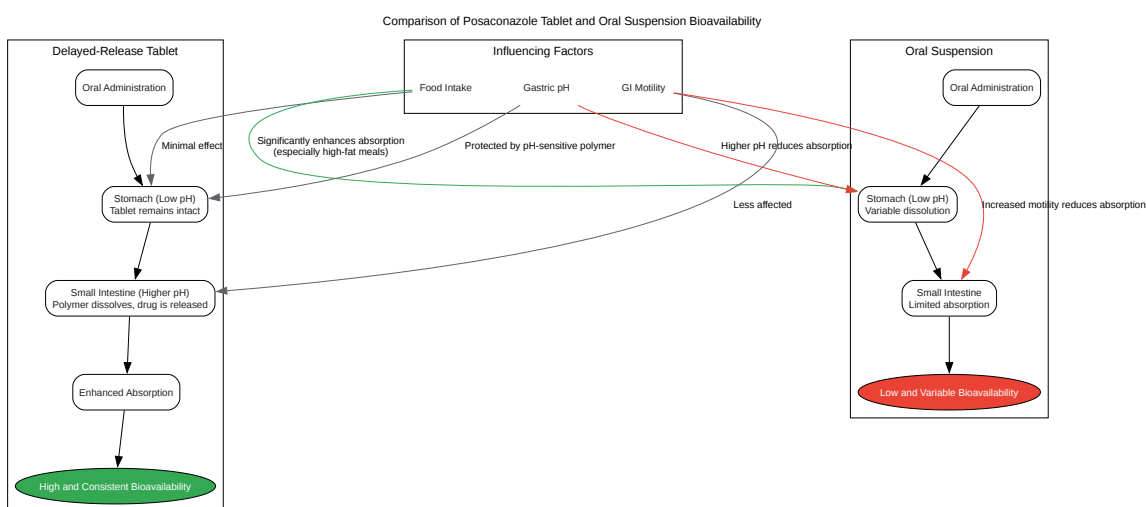 Comparison of Posaconazole Tablet and Oral Suspension Bioavailability
Delayed-Release Tablet
Oral Administration
Stomach (Low pH)
Tablet remains intact
Small Intestine (Higher pH)
Polymer dissolves, drug is released
Enhanced Absorption
High and Consistent Bioavailability
Influencing Factors
Food Intake
Gastric pH
GI Motility
Minimal effect
Significantly enhances absorption
(especially high-fat meals)
Protected by pH-sensitive polymer
Higher pH reduces absorption
Less affected
Increased motility reduces absorption
Oral Suspension
Oral Administration
Stomach (Low pH)
Variable dissolution
Small Intestine
Limited absorption
Low and Variable Bioavailability